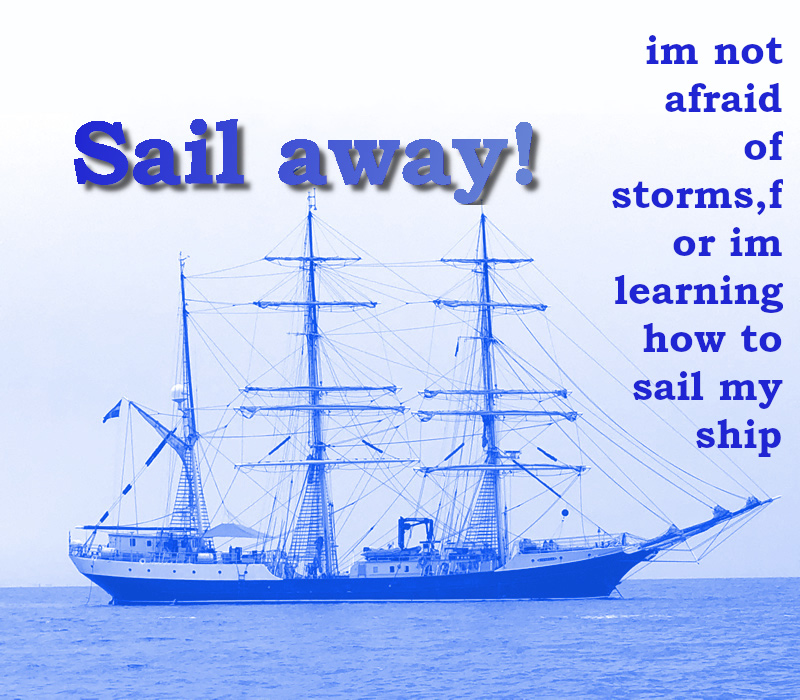 Sail away!
im not
afraid
of
storms,f
or im
learning
how to
sail my
ship